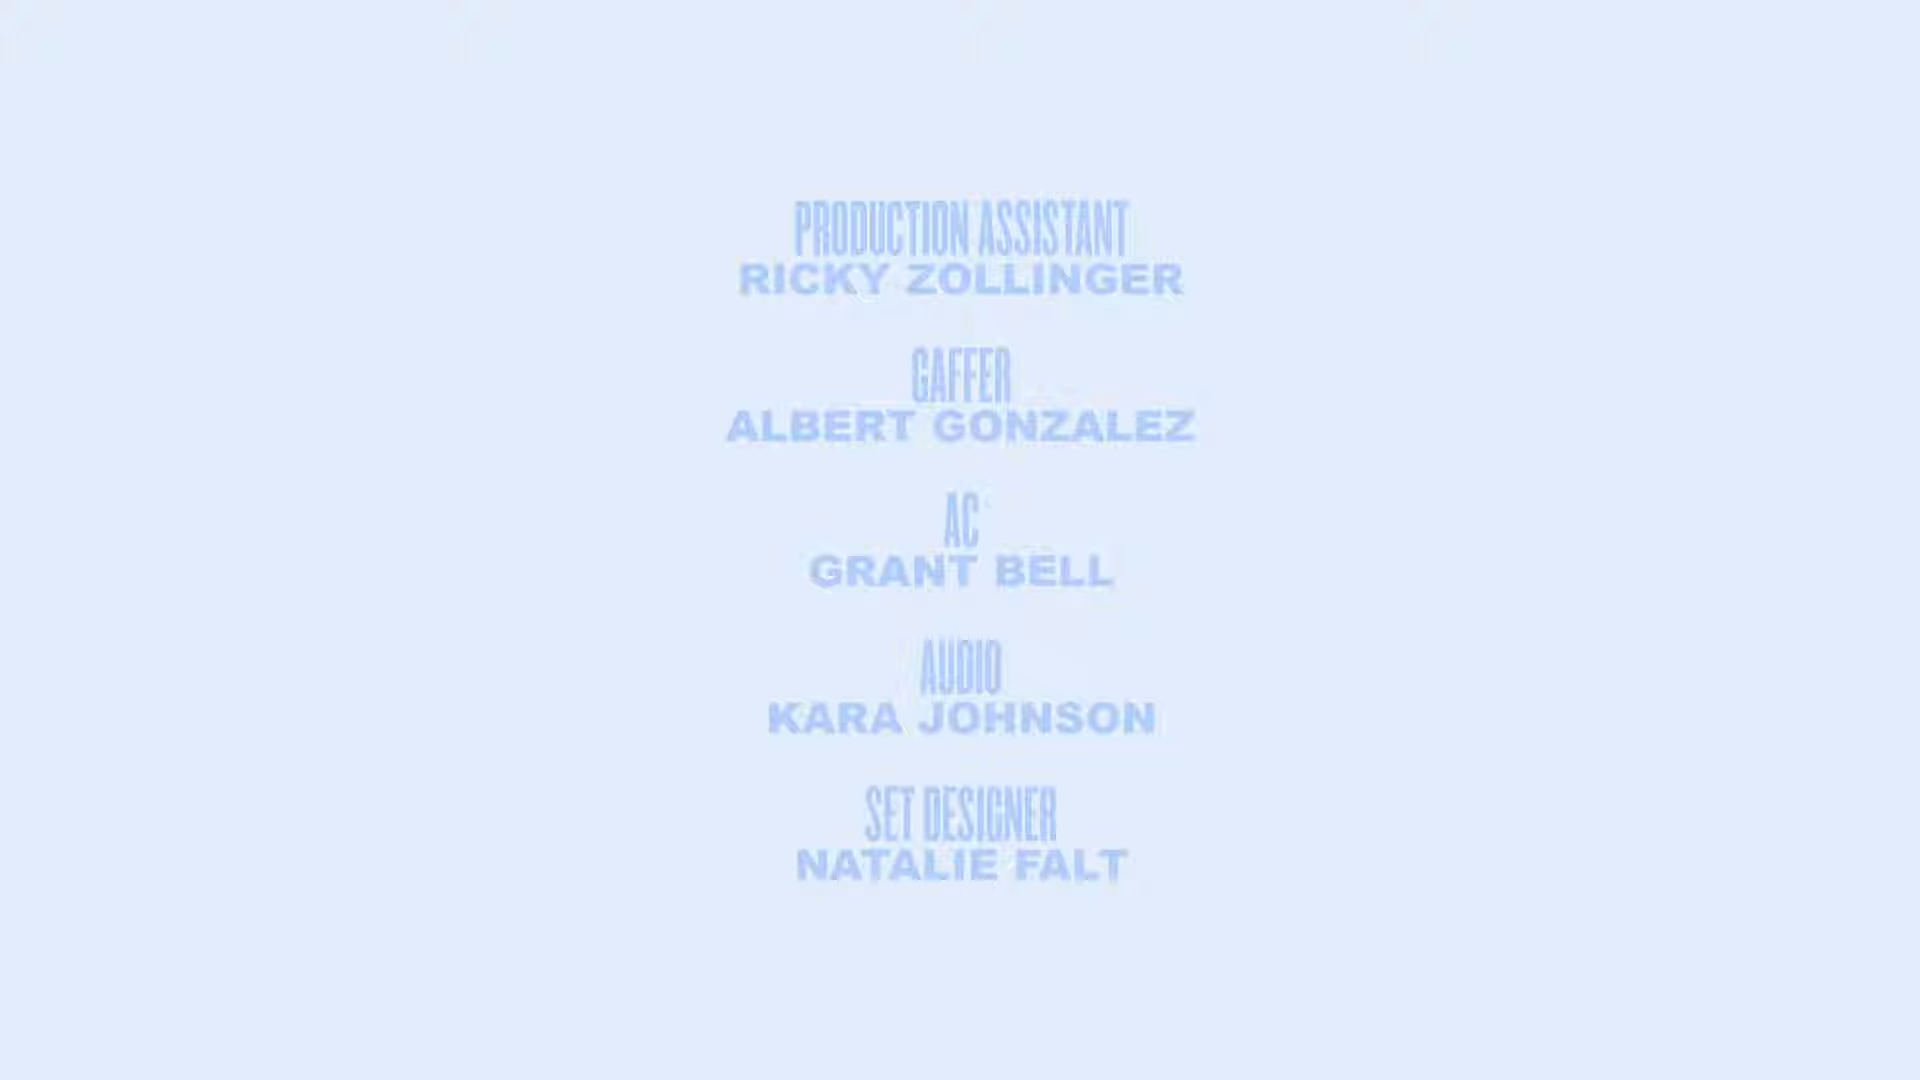 PRODUCTION ASSISTANT
RICKY ZOLLINGER
GAFFER
ALBERT GONZALEZ
AC
GRANT BELL
AUDIO
KARA JOHNSON
SET DESIGNER
NATALIE FALT